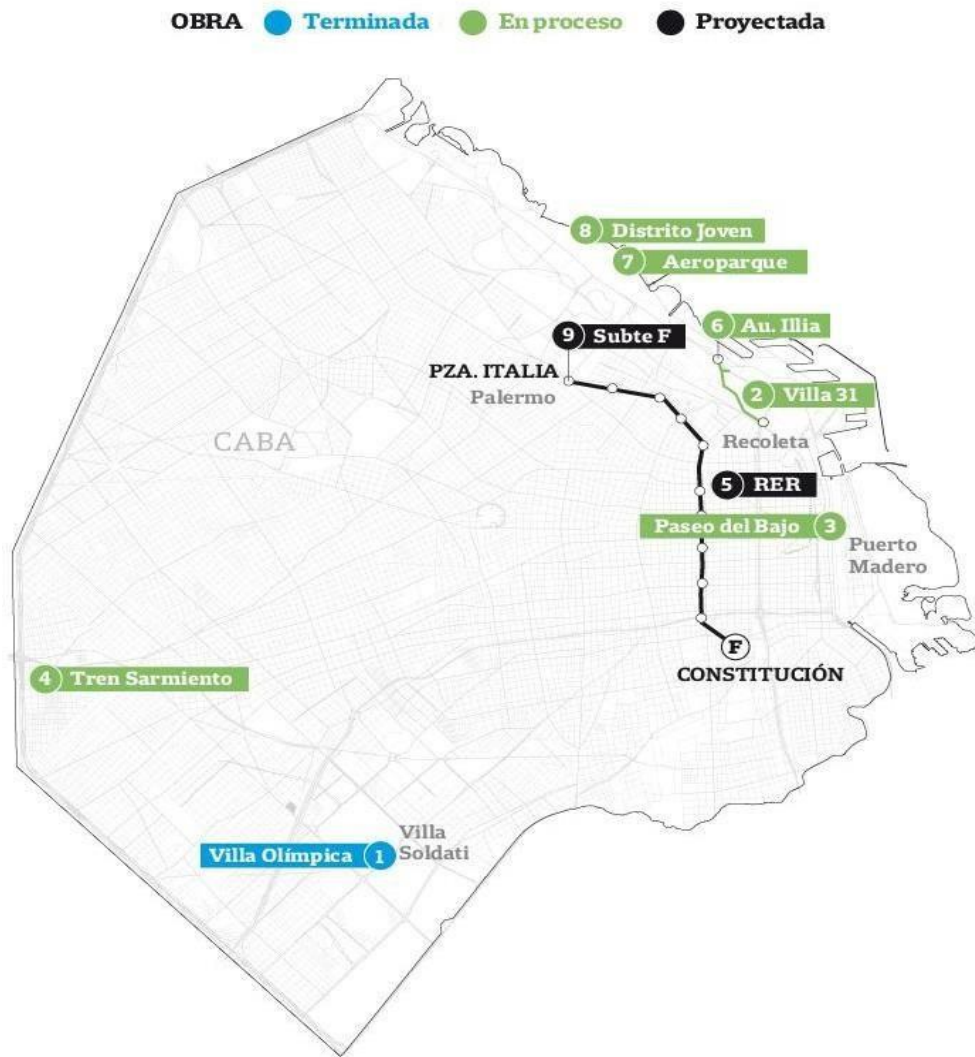 OBRA Terminada En proceso Proyectada
8 Distrito Joven
7 Aeroparque
6 Au. Illia
9 Subte F
PZA. ITALIA
Palermo
2 Villa 31
CABA
Recoleta
5 RER
Paseo del Bajo 3
Puerto
Madero
F
CONSTITUCIÓN
4 Tren Sarmiento
Villa
Soldati
Villa Olímpica 1